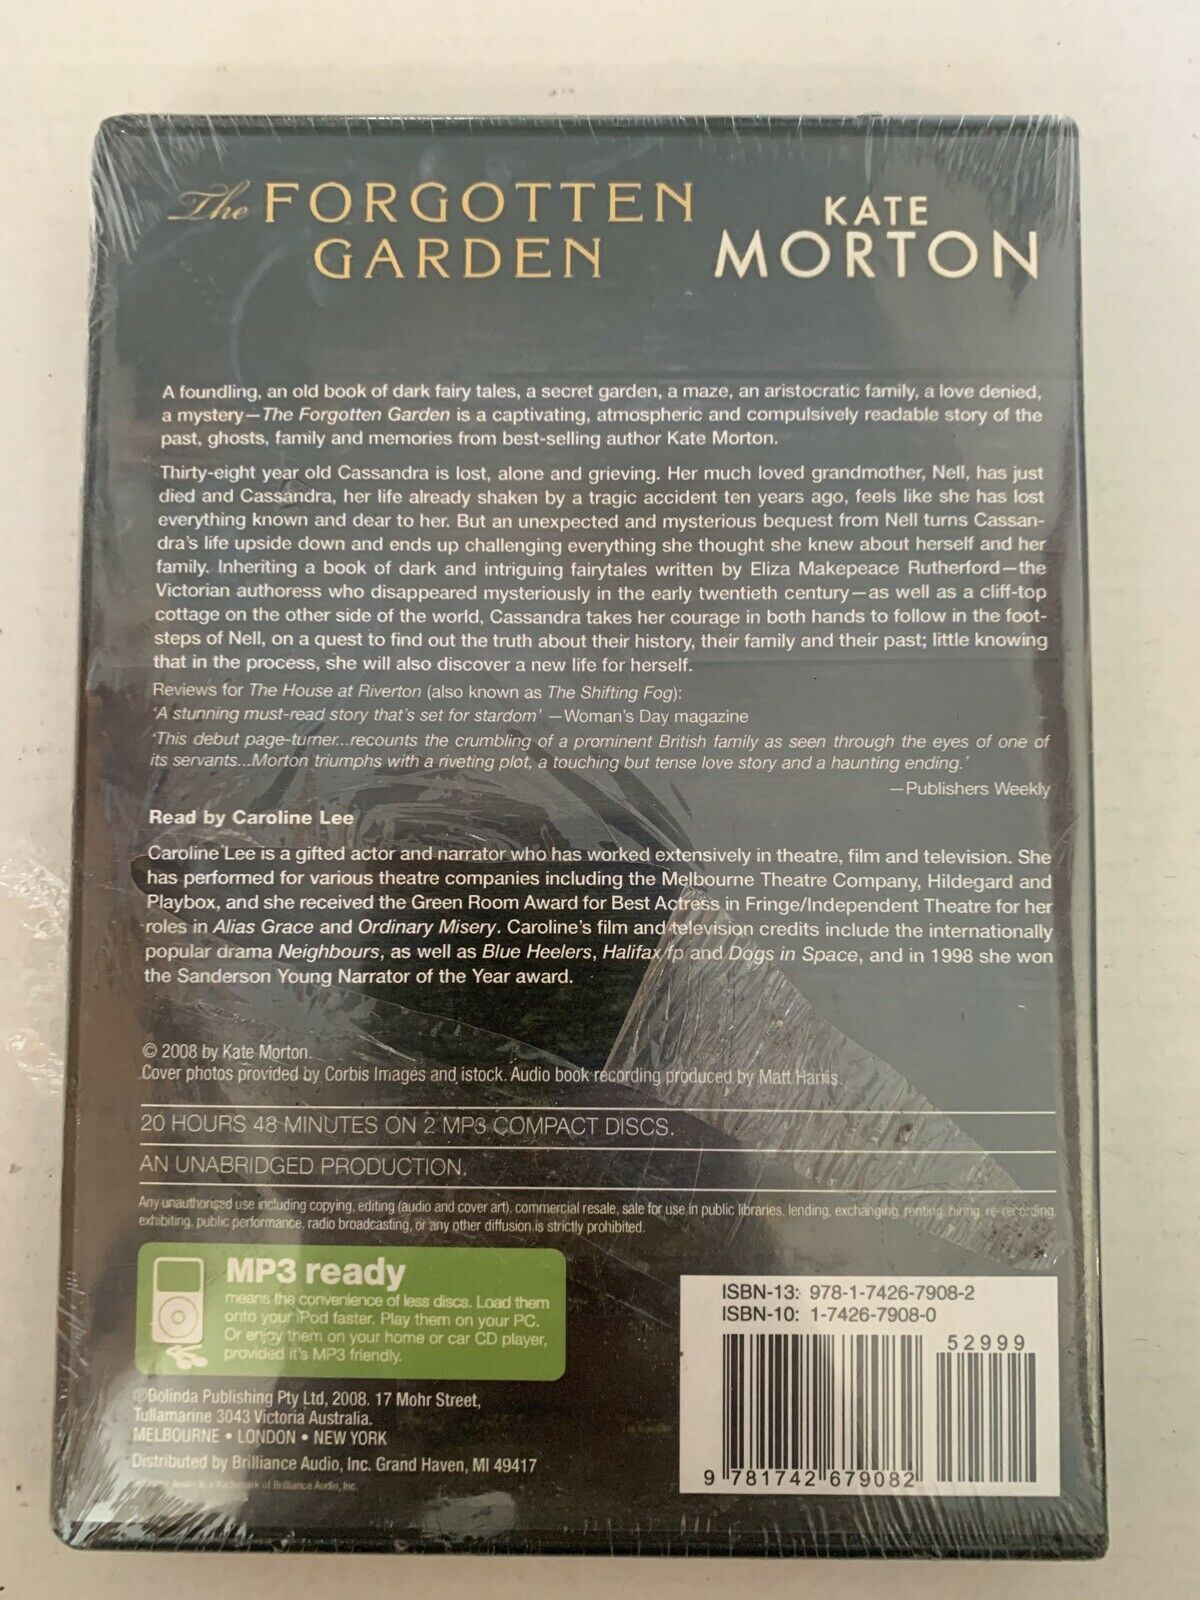 The FORGOTTEN
GARDEN
KATE
MORTON
A foundling, an old book of dark fairy tales, a secret garden, a maze, an aristocratic family, a love denied,
a mystery—The Forgotten Garden is a captivating, atmospheric and compulsively readable story of the
past, ghosts, family and memories from best-selling author Kate Morton.
Thirty-eight year old Cassandra is lost, alone and grieving. Her much loved grandmother, Nell, has just
died and Cassandra, her life already shaken by a tragic accident ten years ago, feels like she has lost
everything known and dear to her. But an unexpected and mysterious bequest from Nell turns Cassan-
dra's life upside down and ends up challenging everything she thought she knew about herself and her
family. Inheriting a book of dark and intriguing fairytales written by Eliza Makepeace Rutherford—the
Victorian authoress who disappeared mysteriously in the early twentieth century—as well as a cliff-top
cottage on the other side of the world, Cassandra takes her courage in both hands to follow in the foot-
steps of Nell, on a quest to find out the truth about their history, their family and their past; little knowing
that in the process, she will also discover a new life for herself.
Reviews for The House at Riverton (also known as The Shifting Fog):
'A stunning must-read story that's set for stardom' —Woman's Day magazine
'This debut page-turner...recounts the crumbling of a prominent British family as seen through the eyes of one of
its servants...Morton triumphs with a riveting plot, a touching but tense love story and a haunting ending.'
—Publishers Weekly
Read by Caroline Lee
Caroline Lee is a gifted actor and narrator who has worked extensively in theatre, film and television. She
has performed for various theatre companies including the Melbourne Theatre Company, Hildegard and
Playbox, and she received the Green Room Award for Best Actress in Fringe/Independent Theatre for her
roles in Alias Grace and Ordinary Misery. Caroline's film and television credits include the internationally
popular drama Neighbours, as well as Blue Heelers, Halifax fp and Dogs in Space, and in 1998 she won
the Sanderson Young Narrator of the Year award.
© 2008 by Kate Morton.
Cover photos provided by Corbis Images and istock. Audio book recording produced by Matt Harris.
20 HOURS 48 MINUTES ON 2 MP3 COMPACT DISCS.
AN UNABRIDGED PRODUCTION.
Any unauthorised use including copying, editing (audio and cover art), commercial resale, sale for use in public libraries, lending, exchanging, renting, hiring, re-recording,
exhibiting, public performance, radio broadcasting, or any other diffusion is strictly prohibited.
MP3 ready
means the convenience of less discs. Load them
onto your iPod faster. Play them on your PC.
Or enjoy them on your home or car CD player,
provided it's MP3 friendly.
©Bolinda Publishing Pty Ltd, 2008. 17 Mohr Street,
Tullamarine 3043 Victoria Australia.
MELBOURNE • LONDON • NEW YORK
Distributed by Brilliance Audio, Inc. Grand Haven, MI 49417
is a trademark of Brilliance Audio, Inc.
ISBN-13: 978-1-7426-7908-2
ISBN-10: 1-7426-7908-0
52999
9 781742 679082